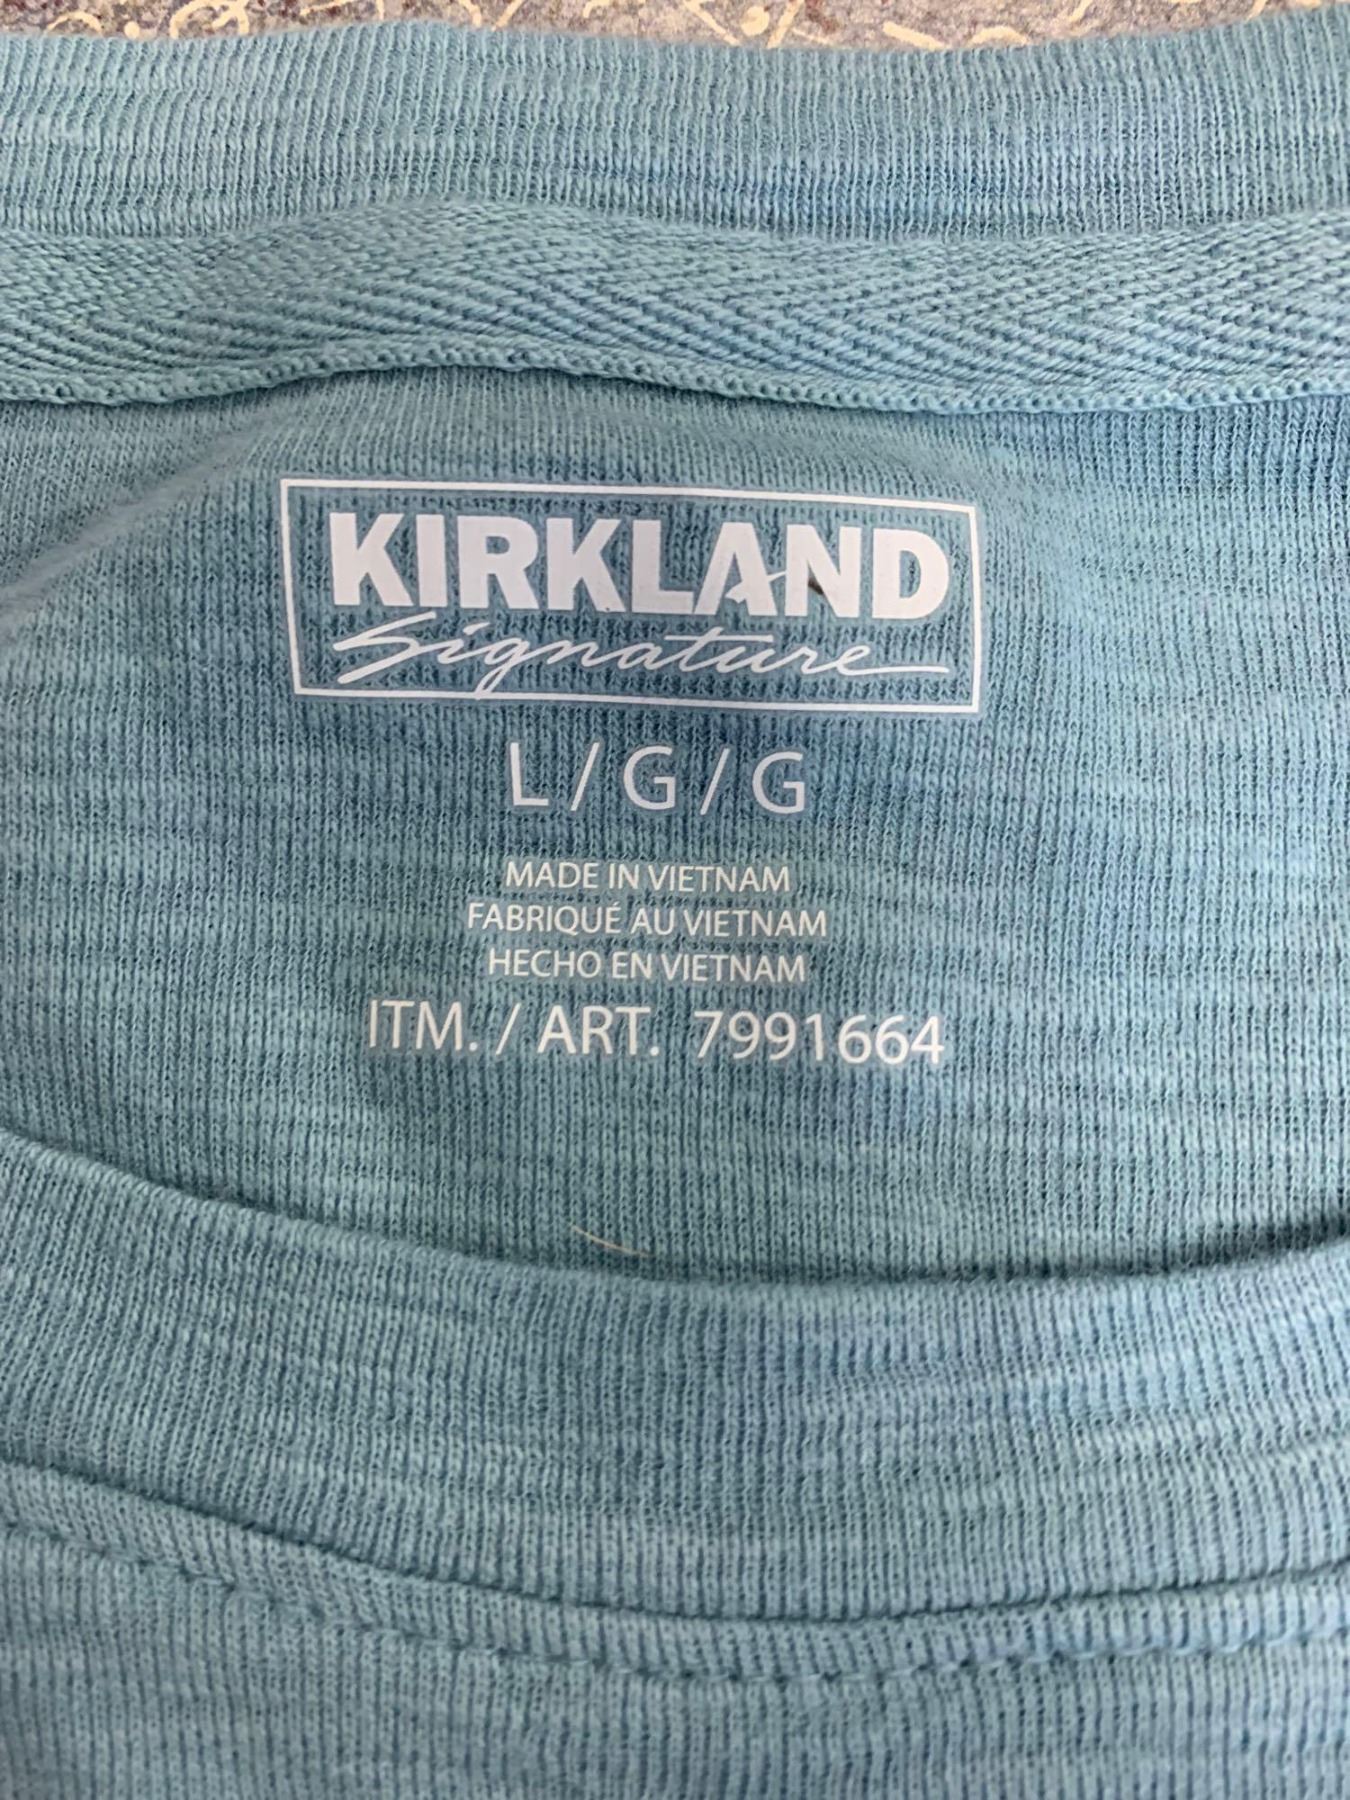 KIRKLAND
Signature
L / G / G
MADE IN VIETNAM
FABRIQUÉ AU VIETNAM
HECHO EN VIETNAM
ITM. / ART. 7991664